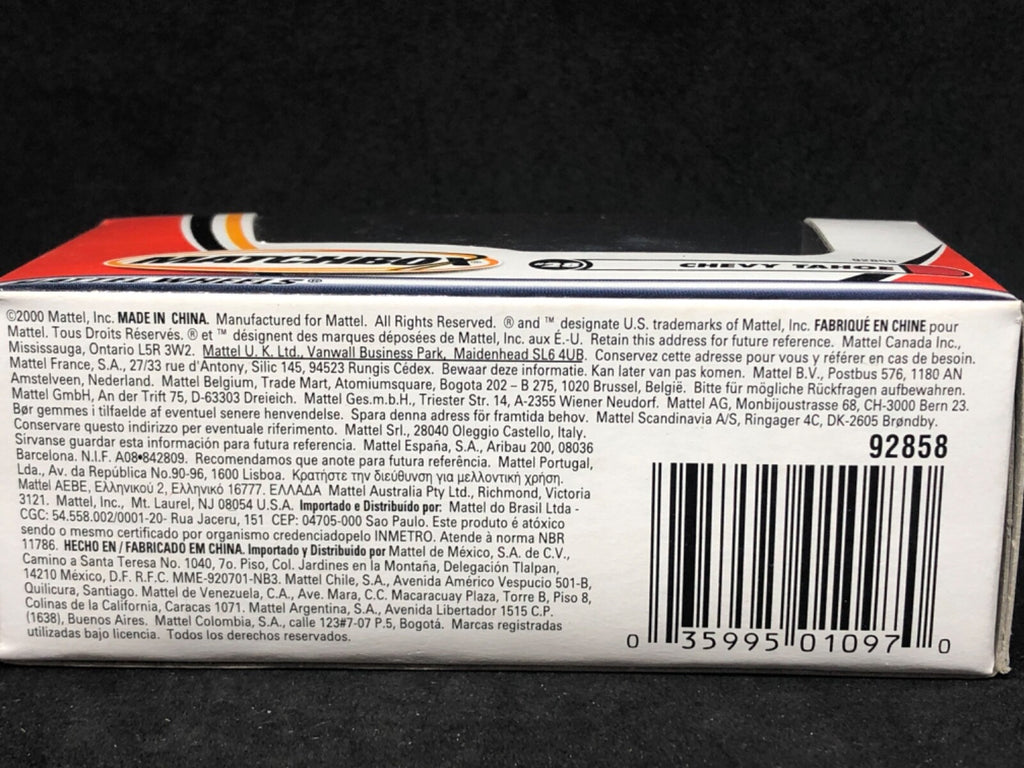 MATCHBOX®
CHEVY TAHOE
WHEELS®
©2000 Mattel, Inc. MADE IN CHINA. Manufactured for Mattel. All Rights Reserved. ® and ™ designate U.S. trademarks of Mattel, Inc. FABRIQUÉ EN CHINE pour
Mattel. Tous Droits Réservés. ® et ™ désignent des marques déposées de Mattel, Inc. aux É.-U. Retain this address for future reference. Mattel Canada Inc.,
Mississauga, Ontario L5R 3W2. Mattel U. K. Ltd., Vanwall Business Park, Maidenhead SL6 4UB. Conservez cette adresse pour vous y référer en cas de besoin.
Mattel France, S.A., 27/33 rue d'Antony, Silic 145, 94523 Rungis Cédex. Bewaar deze informatie. Kan later van pas komen. Mattel B.V., Postbus 576, 1180 AN
Amstelveen, Nederland. Mattel Belgium, Trade Mart, Atomiumsquare, Bogota 202 – B 275, 1020 Brussel, België. Bitte für mögliche Rückfragen aufbewahren.
Mattel GmbH, An der Trift 75, D-63303 Dreieich. Mattel Ges.m.b.H., Triester Str. 14, A-2355 Wiener Neudorf. Mattel AG, Monbijoustrasse 68, CH-3000 Bern 23.
Bør gemmes i tilfaelde af eventuel senere henvendelse. Spara denna adress för framtida behov. Mattel Scandinavia A/S, Ringager 4C, DK-2605 Brøndby.
Conservare questo indirizzo per eventuale riferimento. Mattel Srl., 28040 Oleggio Castello, Italy.
Sirvanse guardar esta información para futura referencia. Mattel España, S.A., Aribau 200, 08036
Barcelona. N.I.F. A08•842809. Recomendamos que anote para futura referência. Mattel Portugal,
Lda., Av. da República No.90-96, 1600 Lisboa. Κρατήστε την διεύθυνση για μελλοντική χρήση.
Mattel AEBE, Ελληνικού 2, Ελληνικό 16777. ΕΛΛΑΔΑ Mattel Australia Pty Ltd., Richmond, Victoria
3121. Mattel, Inc., Mt. Laurel, NJ 08054 U.S.A. Importado e Distribuido por: Mattel do Brasil Ltda -
CGC: 54.558.002/0001-20- Rua Jaceru, 151 CEP: 04705-000 Sao Paulo. Este produto é atóxico
sendo o mesmo certificado por organismo credenciadopelo INMETRO. Atende à norma NBR
11786. HECHO EN / FABRICADO EM CHINA. Importado y Distribuido por Mattel de México, S.A. de C.V.,
Camino a Santa Teresa No. 1040, 7o. Piso, Col. Jardines en la Montaña, Delegación Tlalpan,
14210 México, D.F. R.F.C. MME-920701-NB3. Mattel Chile, S.A., Avenida Américo Vespucio 501-B,
Quilicura, Santiago. Mattel de Venezuela, C.A., Ave. Mara, C.C. Macaracuay Plaza, Torre B, Piso 8,
Colinas de la California, Caracas 1071. Mattel Argentina, S.A., Avenida Libertador 1515 C.P.
(1638), Buenos Aires. Mattel Colombia, S.A., calle 123#7-07 P.5, Bogotá. Marcas registradas
utilizadas bajo licencia. Todos los derechos reservados.
92858
0 35995 01097 0